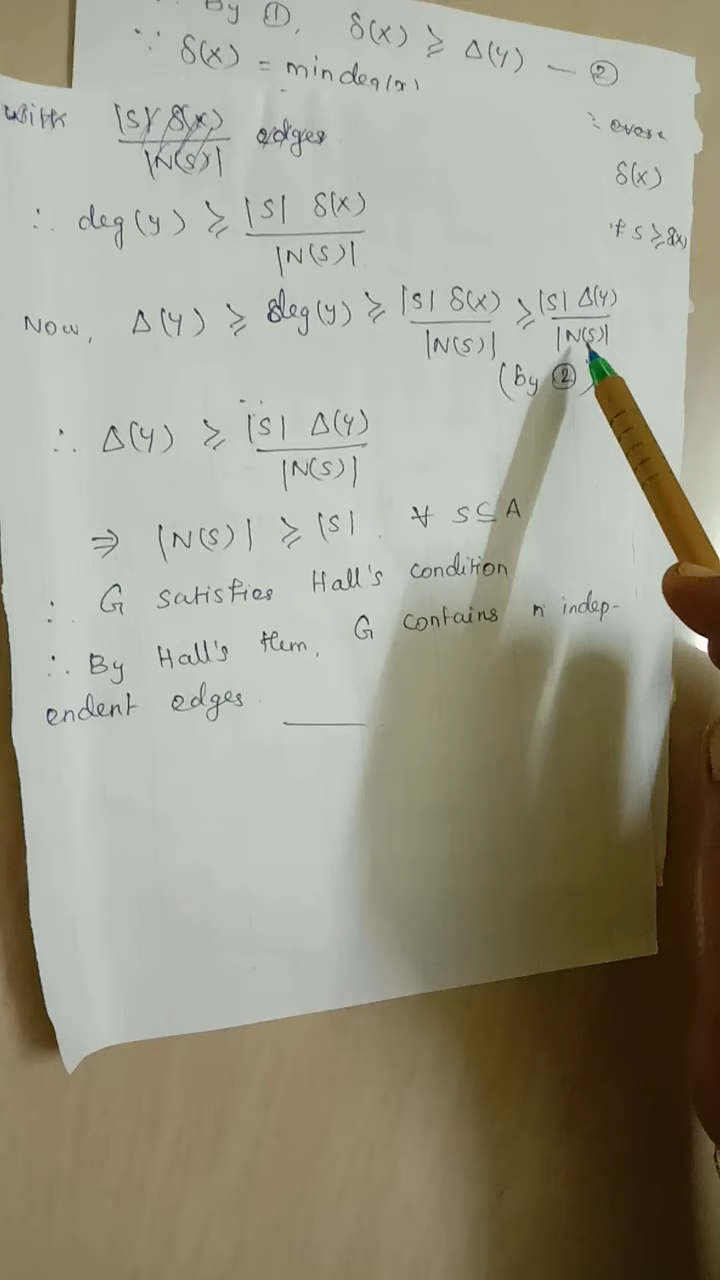 ∵ By ①, δ(x) ⩾ Δ(y) — ②
∵ δ(x) = min deg(x)
with |S| δ(x) / |N(S)| edges
δ(x)
if S ⩾ δ(x)
∴ deg(y) ⩾ |S| δ(x) / |N(S)|
Now, Δ(y) ⩾ deg(y) ⩾ |S| δ(x) / |N(S)| ⩾ |S| Δ(y) / |N(S)|
(By ②)
∴ Δ(y) ⩾ |S| Δ(y) / |N(S)|
⇒ |N(S)| ⩾ |S| . ∀ S ⊆ A
∴ G satisfies Hall's condition
∴ By Hall's thm, G contains n indep-
endent edges